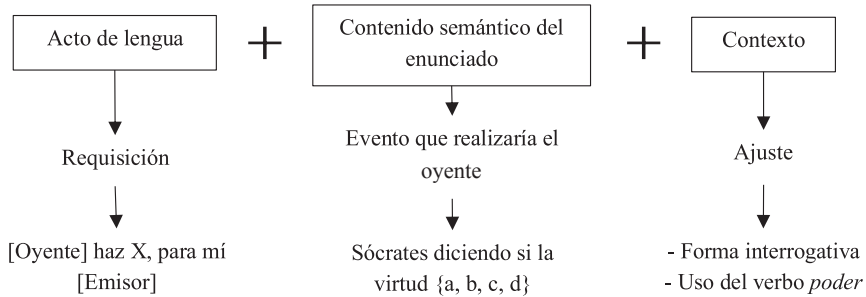 Acto de lengua
+
Contenido semántico del
enunciado
+
Contexto
Requisición
Evento que realizaría el
oyente
Ajuste
[Oyente] haz X, para mí
[Emisor]
Sócrates diciendo si la
virtud {a, b, c, d}
- Forma interrogativa
- Uso del verbo poder